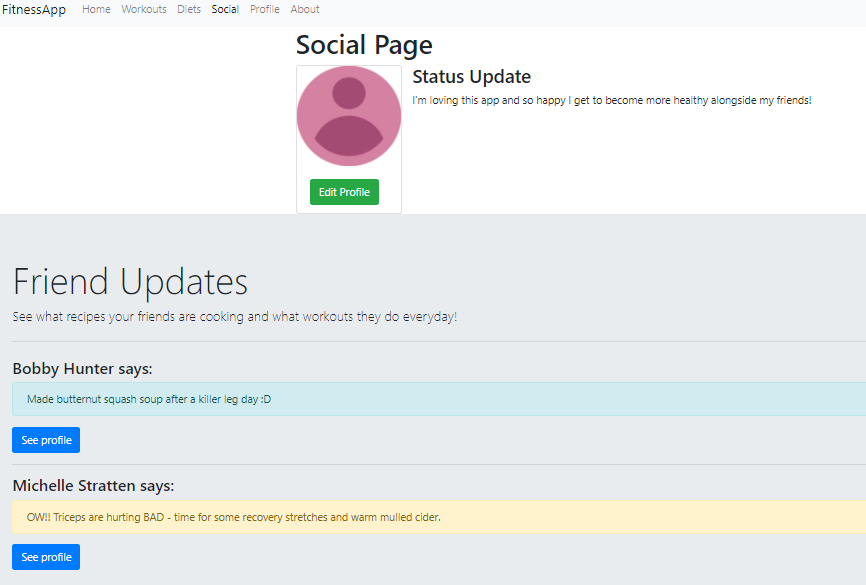 FitnessApp Home Workouts Diets Social Profile About
Social Page
Status Update
I'm loving this app and so happy I get to become more healthy alongside my friends!
Edit Profile
Friend Updates
See what recipes your friends are cooking and what workouts they do everyday!
Bobby Hunter says:
Made butternut squash soup after a killer leg day :D
See profile
Michelle Stratten says:
OW!! Triceps are hurting BAD - time for some recovery stretches and warm mulled cider.
See profile